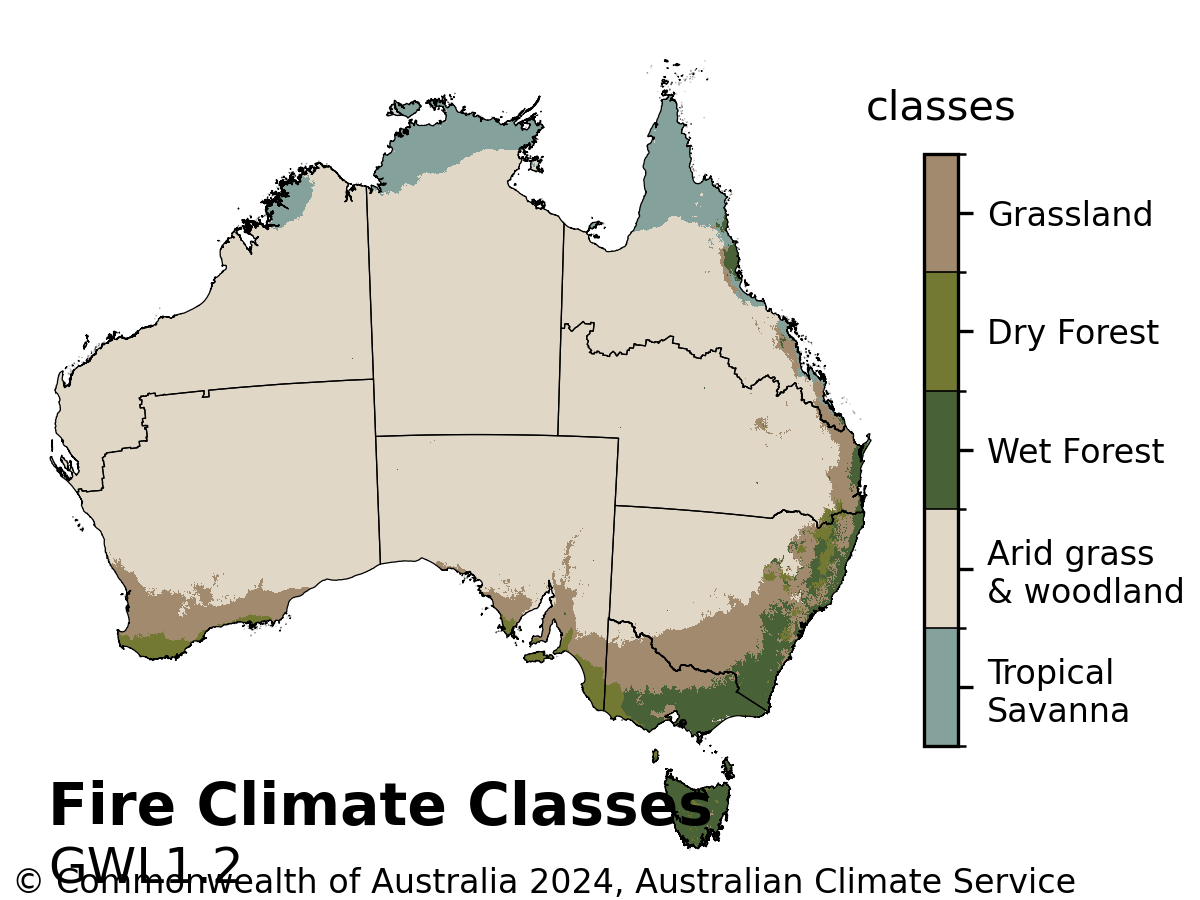 classes
Grassland
Dry Forest
Wet Forest
Arid grass
& woodland
Tropical
Savanna
Fire Climate Classes
GWL1.2
© Commonwealth of Australia 2024, Australian Climate Service